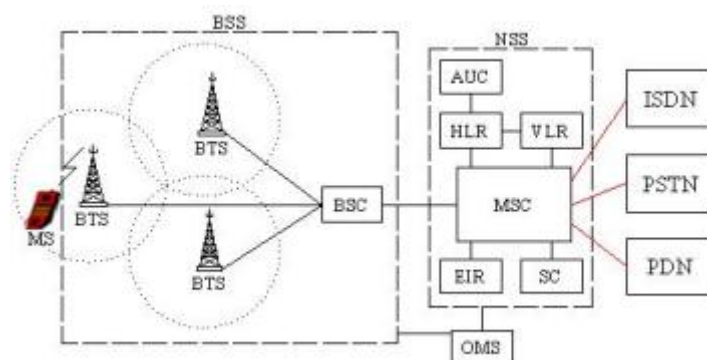 BSS
NSS
AUC
ISDN
BTS
HLR
VLR
MS
BTS
BSC
MSC
PSTN
BTS
EIR
SC
PDN
OMS